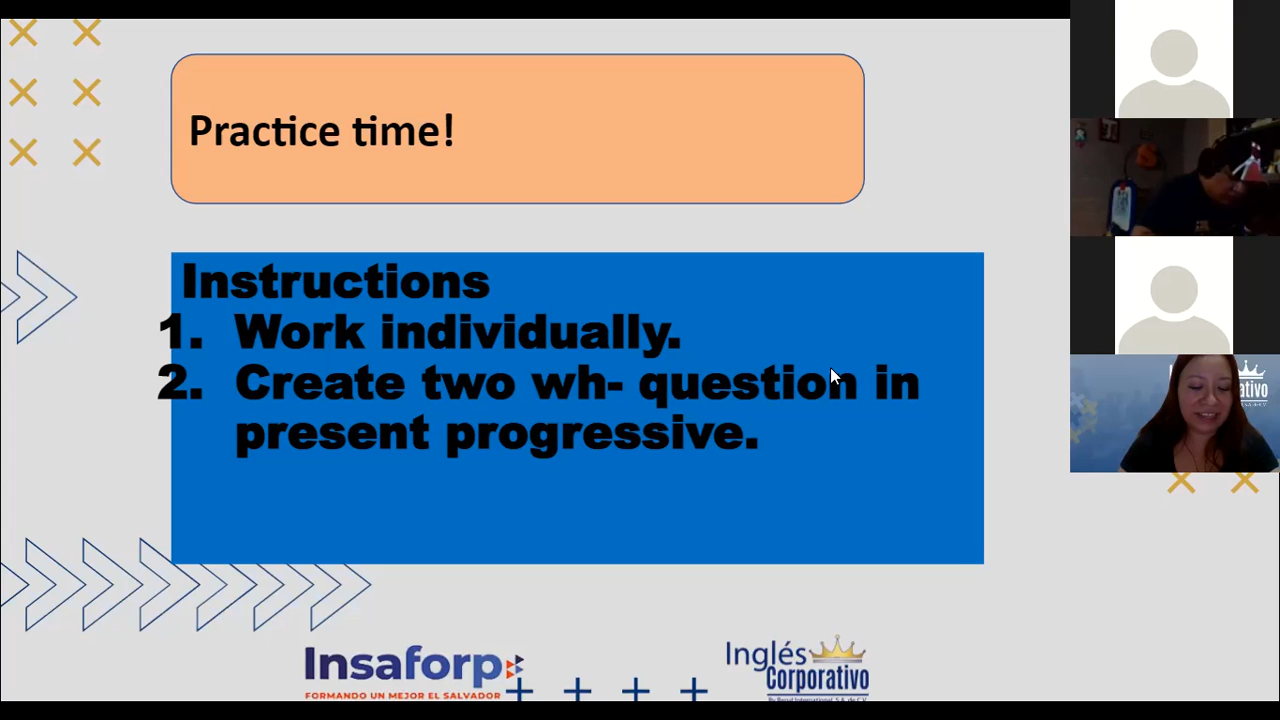 Practice time!
Instructions
1. Work individually.
2. Create two wh- question in
present progressive.
Insaforp
FORMANDO UN MEJOR EL SALVADOR
Inglés
Corporativo